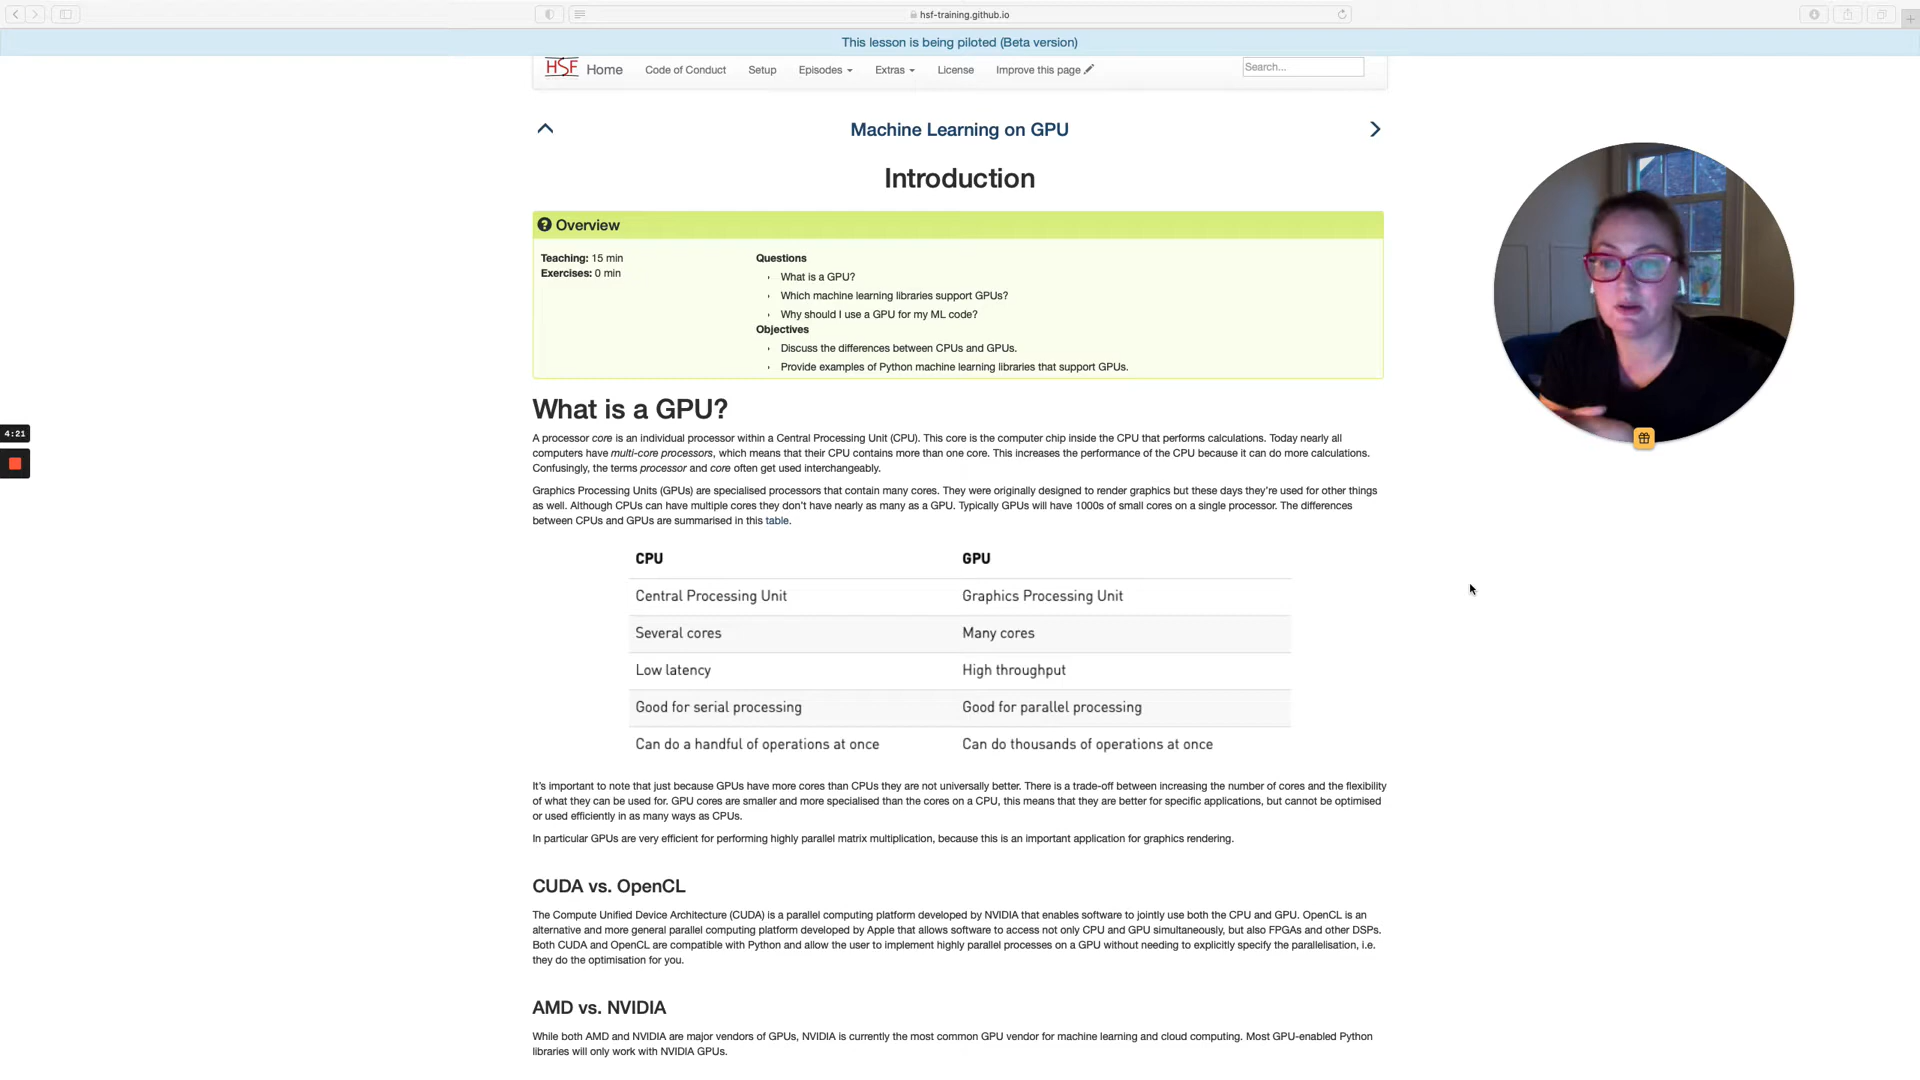 hsf-training.github.io
This lesson is being piloted (Beta version)
HSF Home Code of Conduct Setup Episodes Extras License Improve this page Search...
Machine Learning on GPU
Introduction
Overview
Teaching: 15 min
Exercises: 0 min
Questions
What is a GPU?
Which machine learning libraries support GPUs?
Why should I use a GPU for my ML code?
Objectives
Discuss the differences between CPUs and GPUs.
Provide examples of Python machine learning libraries that support GPUs.
What is a GPU?
A processor core is an individual processor within a Central Processing Unit (CPU). This core is the computer chip inside the CPU that performs calculations. Today nearly all
computers have multi-core processors, which means that their CPU contains more than one core. This increases the performance of the CPU because it can do more calculations.
Confusingly, the terms processor and core often get used interchangeably.
Graphics Processing Units (GPUs) are specialised processors that contain many cores. They were originally designed to render graphics but these days they're used for other things
as well. Although CPUs can have multiple cores they don't have nearly as many as a GPU. Typically GPUs will have 1000s of small cores on a single processor. The differences
between CPUs and GPUs are summarised in this table.
CPU GPU
Central Processing Unit Graphics Processing Unit
Several cores Many cores
Low latency High throughput
Good for serial processing Good for parallel processing
Can do a handful of operations at once Can do thousands of operations at once
It's important to note that just because GPUs have more cores than CPUs they are not universally better. There is a trade-off between increasing the number of cores and the flexibility
of what they can be used for. GPU cores are smaller and more specialised than the cores on a CPU, this means that they are better for specific applications, but cannot be optimised
or used efficiently in as many ways as CPUs.
In particular GPUs are very efficient for performing highly parallel matrix multiplication, because this is an important application for graphics rendering.
CUDA vs. OpenCL
The Compute Unified Device Architecture (CUDA) is a parallel computing platform developed by NVIDIA that enables software to jointly use both the CPU and GPU. OpenCL is an
alternative and more general parallel computing platform developed by Apple that allows software to access not only CPU and GPU simultaneously, but also FPGAs and other DSPs.
Both CUDA and OpenCL are compatible with Python and allow the user to implement highly parallel processes on a GPU without needing to explicitly specify the parallelisation, i.e.
they do the optimisation for you.
AMD vs. NVIDIA
While both AMD and NVIDIA are major vendors of GPUs, NVIDIA is currently the most common GPU vendor for machine learning and cloud computing. Most GPU-enabled Python
libraries will only work with NVIDIA GPUs.
4:21